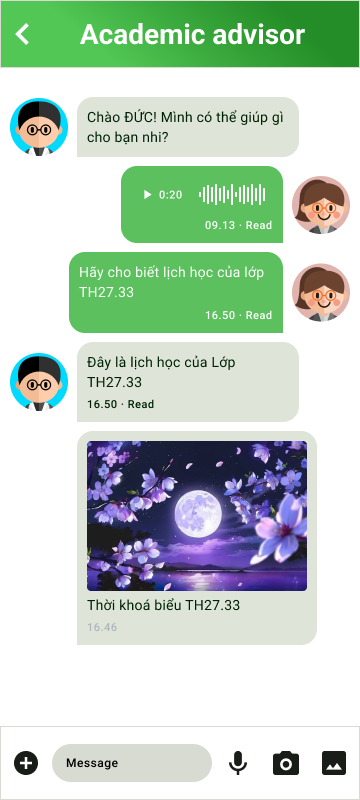 Academic advisor
Chào ĐỨC! Mình có thể giúp gì
cho bạn nhi?
0:20
09.13 · Read
Hãy cho biết lịch học của lớp
TH27.33
16.50 · Read
Đây là lịch học của Lớp
TH27.33
16.50 · Read
Thời khoá biểu TH27.33
16.46
Message